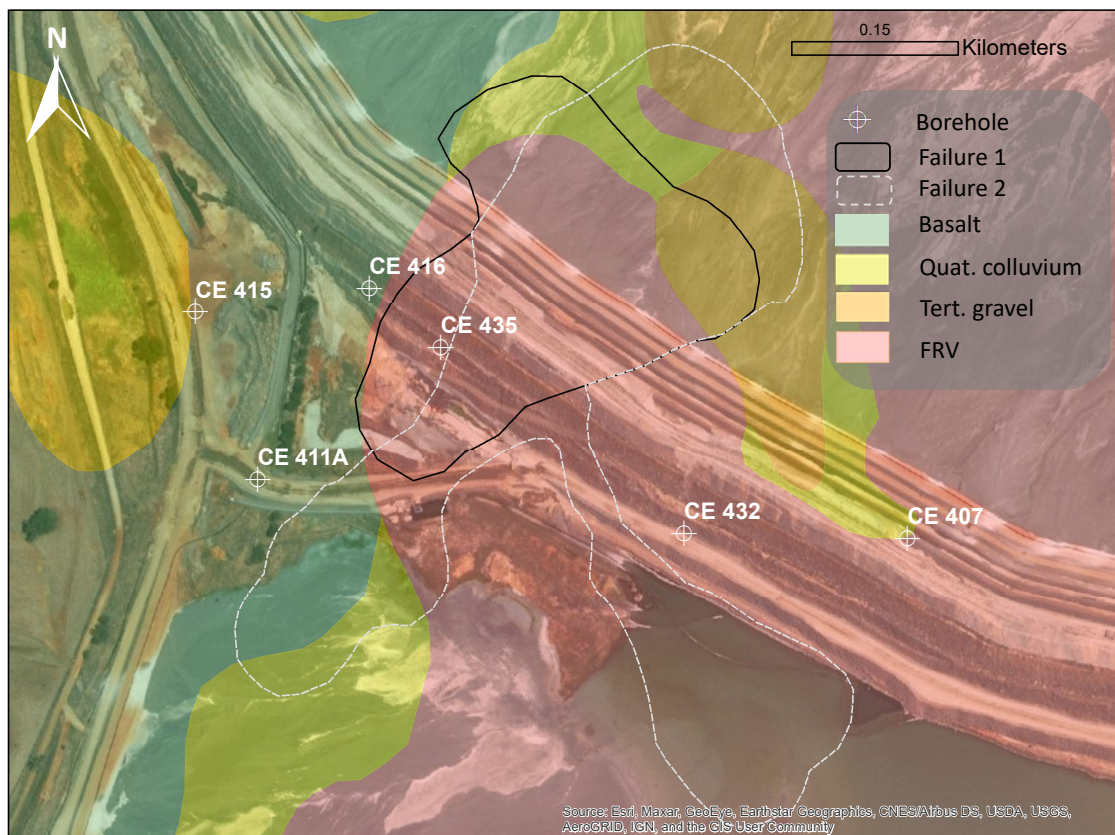 N
0.15
Kilometers
Borehole
Failure 1
Failure 2
Basalt
Quat. colluvium
Tert. gravel
FRV
CE 416
CE 415
CE 435
CE 411A
CE 432
CE 407
Source: Esri, Maxar, GeoEye, Earthstar Geographics, CNES/Airbus DS, USDA, USGS,
AeroGRID, IGN, and the GIS User Community